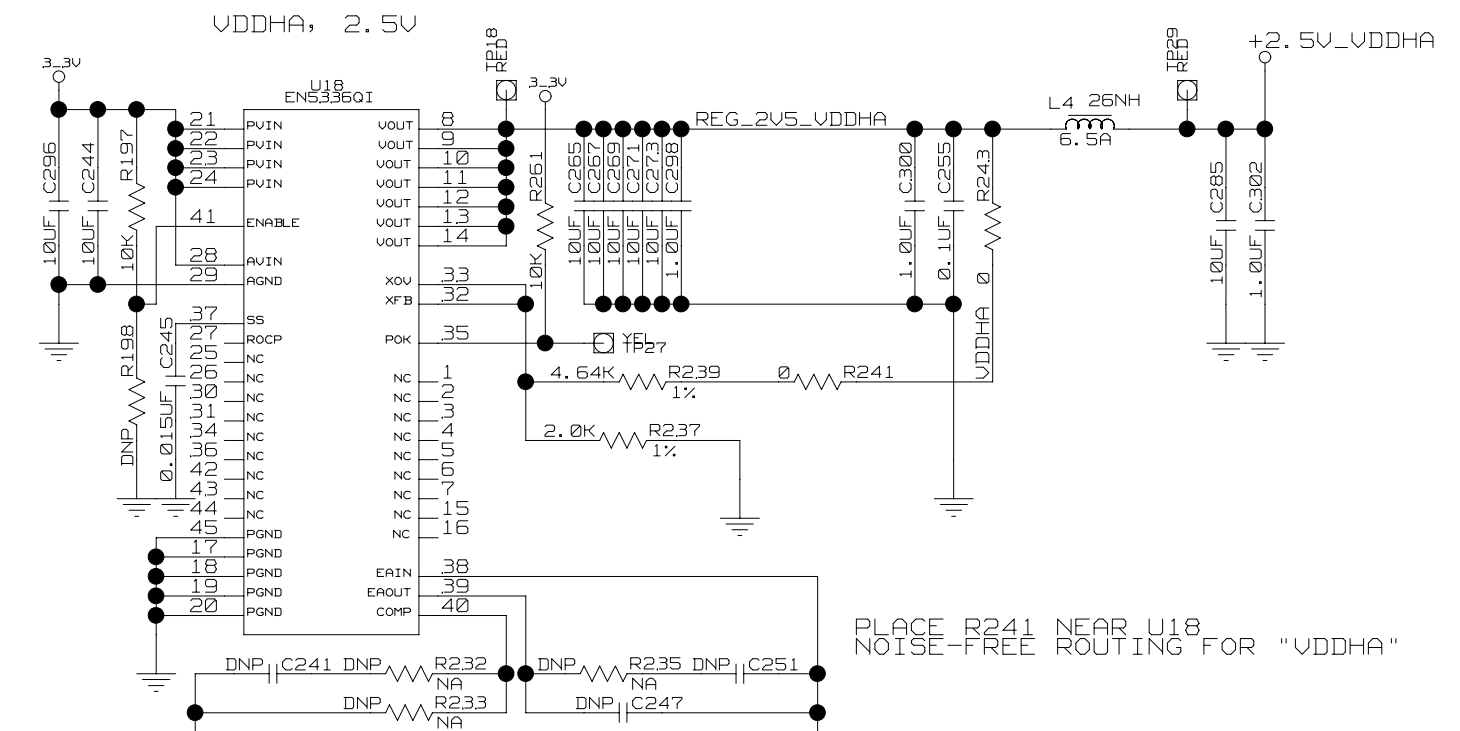 VDDHA, 2.5V
3_3V
TP18
RED
3_3V
TP29
RED
+2.5V_VDDHA
U18
EN5336QI
L4 26NH
6.5A
REG_2V5_VDDHA
C296
10UF
C244
10UF
R197
10K
21 PVIN
22 PVIN
23 PVIN
24 PVIN
41 ENABLE
28 AVIN
29 AGND
37 SS
27 ROCP
25 NC
26 NC
30 NC
31 NC
34 NC
36 NC
42 NC
43 NC
44 NC
45 PGND
17 PGND
18 PGND
19 PGND
20 PGND
VOUT 8
VOUT 9
VOUT 10
VOUT 11
VOUT 12
VOUT 13
VOUT 14
XOV 33
XFB 32
POK 35
NC 1
NC 2
NC 3
NC 4
NC 5
NC 6
NC 7
NC 15
NC 16
EAIN 38
EAOUT 39
COMP 40
R198
DNP
C245
0.015UF
R261
10K
C265
10UF
C267
10UF
C269
10UF
C271
10UF
C273
10UF
C298
1.0UF
C300
1.0UF
C255
0.1UF
R243
0
VDDHA
C285
10UF
C302
1.0UF
YEL
TP27
4.64K R239
1%
0 R241
2.0K R237
1%
PLACE R241 NEAR U18
NOISE-FREE ROUTING FOR "VDDHA"
DNP C241 DNP R232
NA
DNP R235 DNP C251
NA
DNP R233
NA
DNP C247